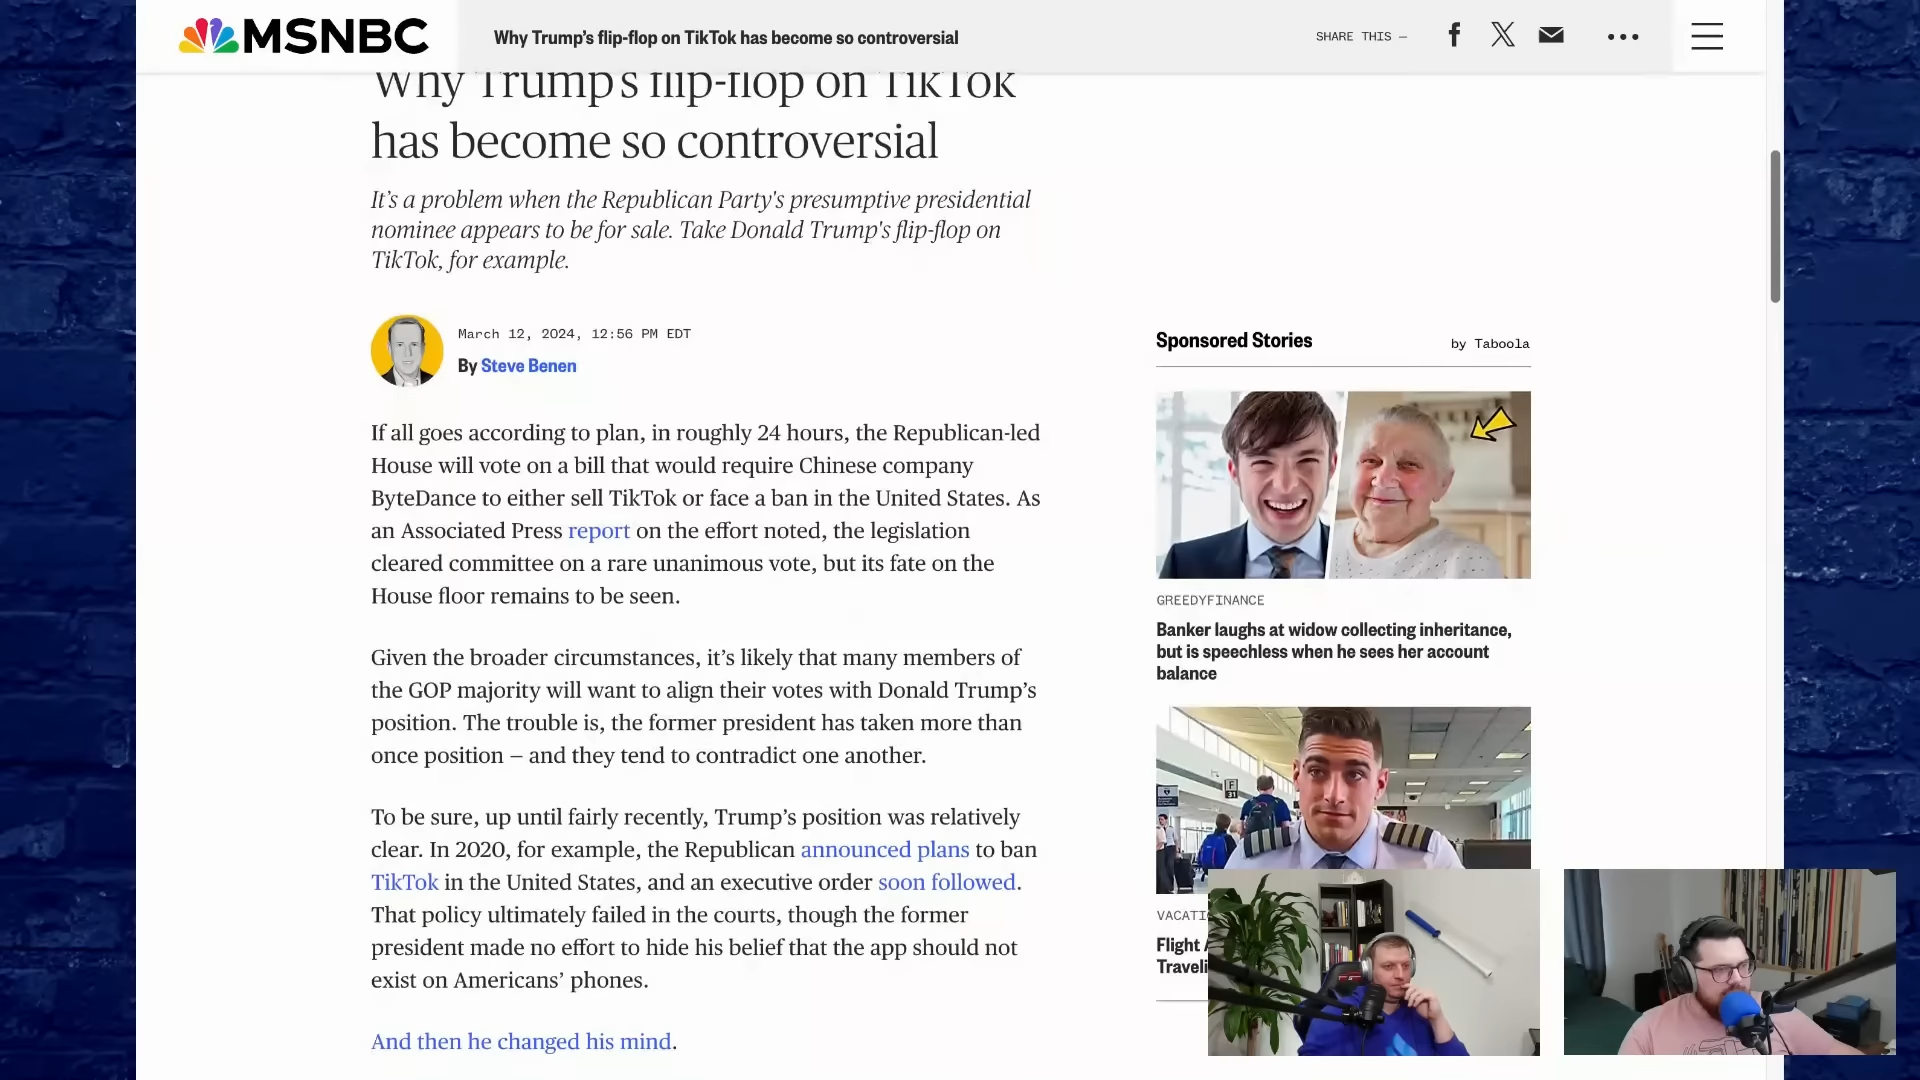 MSNBC
Why Trump’s flip-flop on TikTok has become so controversial
SHARE THIS —
Why Trump’s flip-flop on TikTok
has become so controversial
It’s a problem when the Republican Party's presumptive presidential
nominee appears to be for sale. Take Donald Trump's flip-flop on
TikTok, for example.
March 12, 2024, 12:56 PM EDT
By Steve Benen
If all goes according to plan, in roughly 24 hours, the Republican-led
House will vote on a bill that would require Chinese company
ByteDance to either sell TikTok or face a ban in the United States. As
an Associated Press report on the effort noted, the legislation
cleared committee on a rare unanimous vote, but its fate on the
House floor remains to be seen.
Given the broader circumstances, it’s likely that many members of
the GOP majority will want to align their votes with Donald Trump’s
position. The trouble is, the former president has taken more than
once position — and they tend to contradict one another.
To be sure, up until fairly recently, Trump’s position was relatively
clear. In 2020, for example, the Republican announced plans to ban
TikTok in the United States, and an executive order soon followed.
That policy ultimately failed in the courts, though the former
president made no effort to hide his belief that the app should not
exist on Americans’ phones.
And then he changed his mind.
Sponsored Stories
by Taboola
GREEDYFINANCE
Banker laughs at widow collecting inheritance,
but is speechless when he sees her account
balance
F
31
VACATI
Flight
Traveli